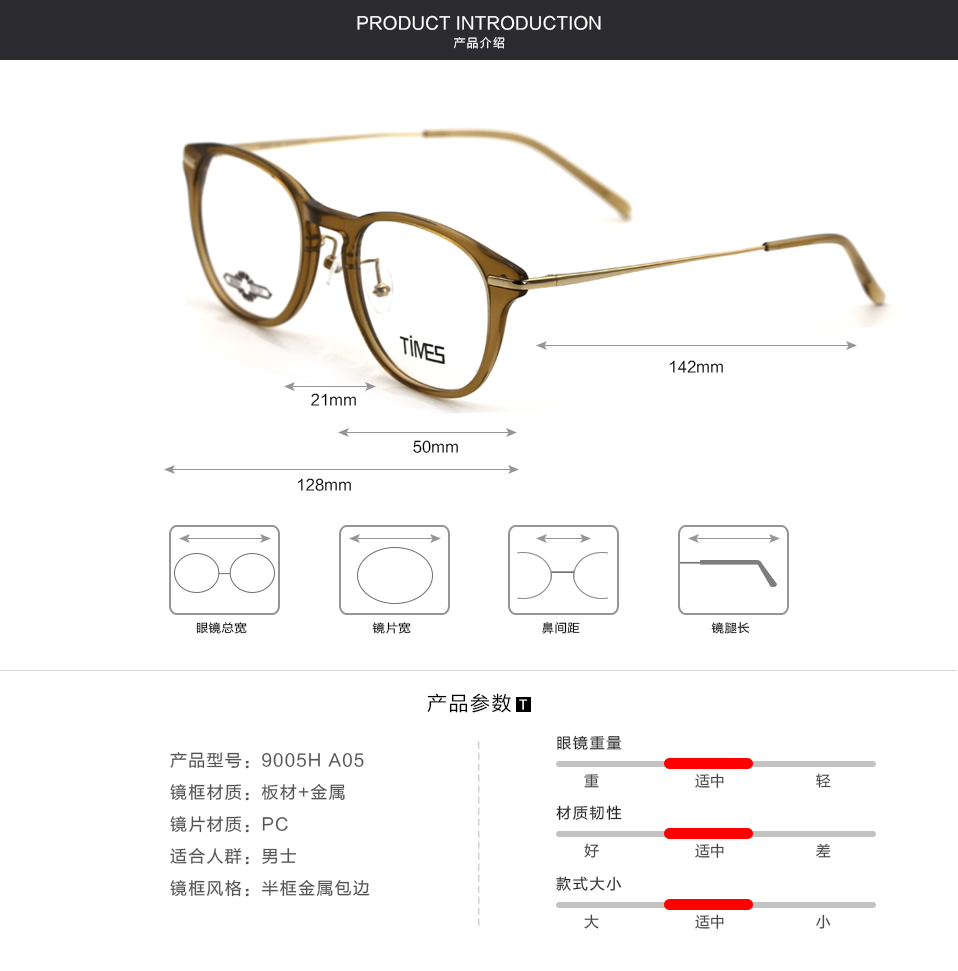 PRODUCT INTRODUCTION
产品介绍
TIMES
142mm
21mm
50mm
128mm
眼镜总宽
镜片宽
鼻间距
镜腿长
产品参数 T
产品型号：9005H A05
镜框材质：板材+金属
镜片材质：PC
适合人群：男士
镜框风格：半框金属包边
眼镜重量
重 适中 轻
材质韧性
好 适中 差
款式大小
大 适中 小